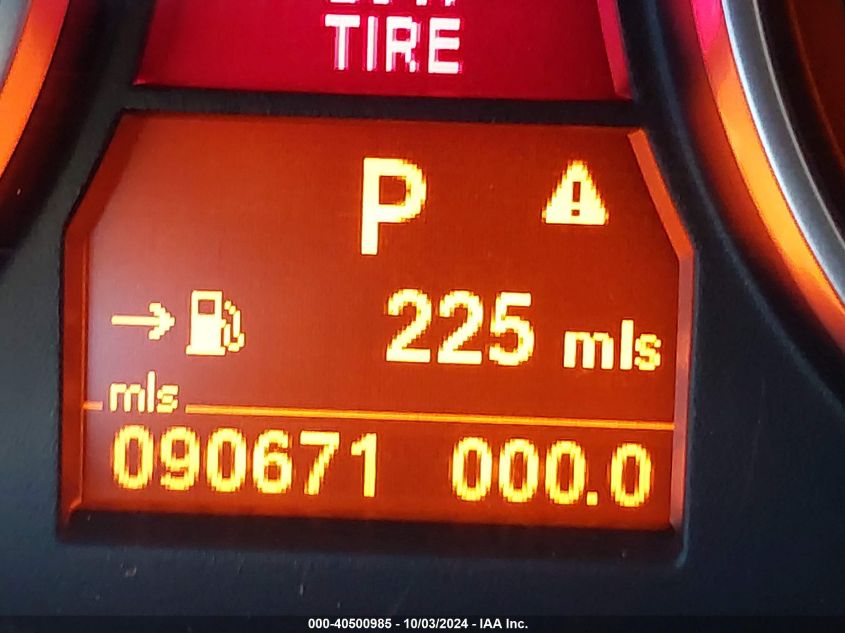 TIRE
P
225 mls
mls
090671 000.0
000-40500985 - 10/03/2024 - IAA Inc.